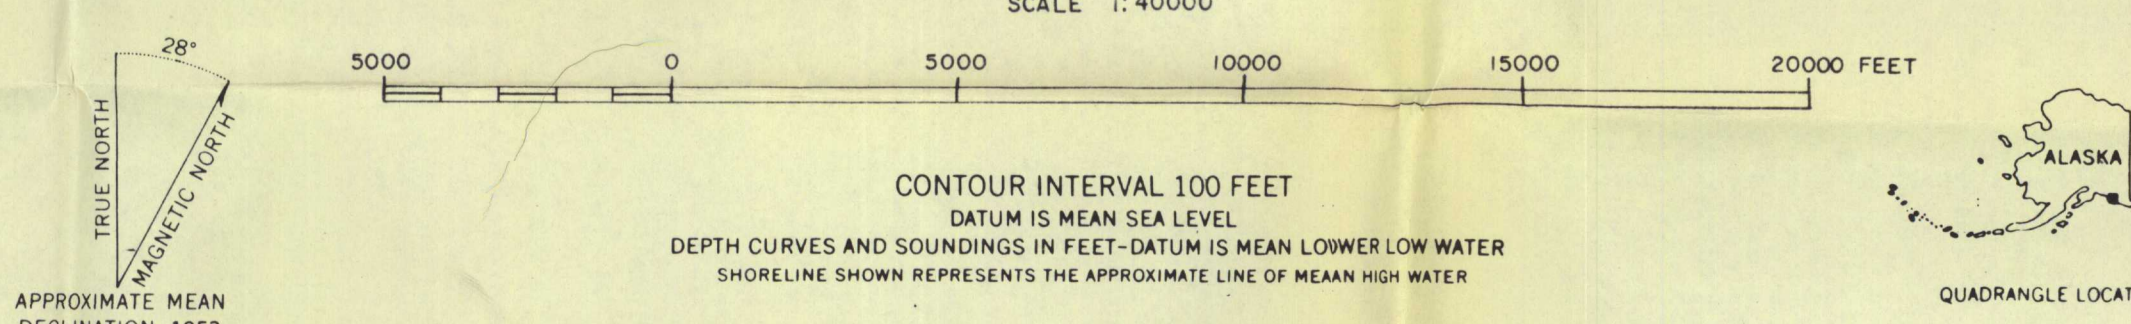 SCALE 1:40000
28°
5000 0 5000 10000 15000 20000 FEET
TRUE NORTH
MAGNETIC NORTH
ALASKA
CONTOUR INTERVAL 100 FEET
DATUM IS MEAN SEA LEVEL
DEPTH CURVES AND SOUNDINGS IN FEET-DATUM IS MEAN LOWWER LOW WATER
SHORELINE SHOWN REPRESENTS THE APPROXIMATE LINE OF MEAAN HIGH WATER
APPROXIMATE MEAN
QUADRANGLE LOCAT